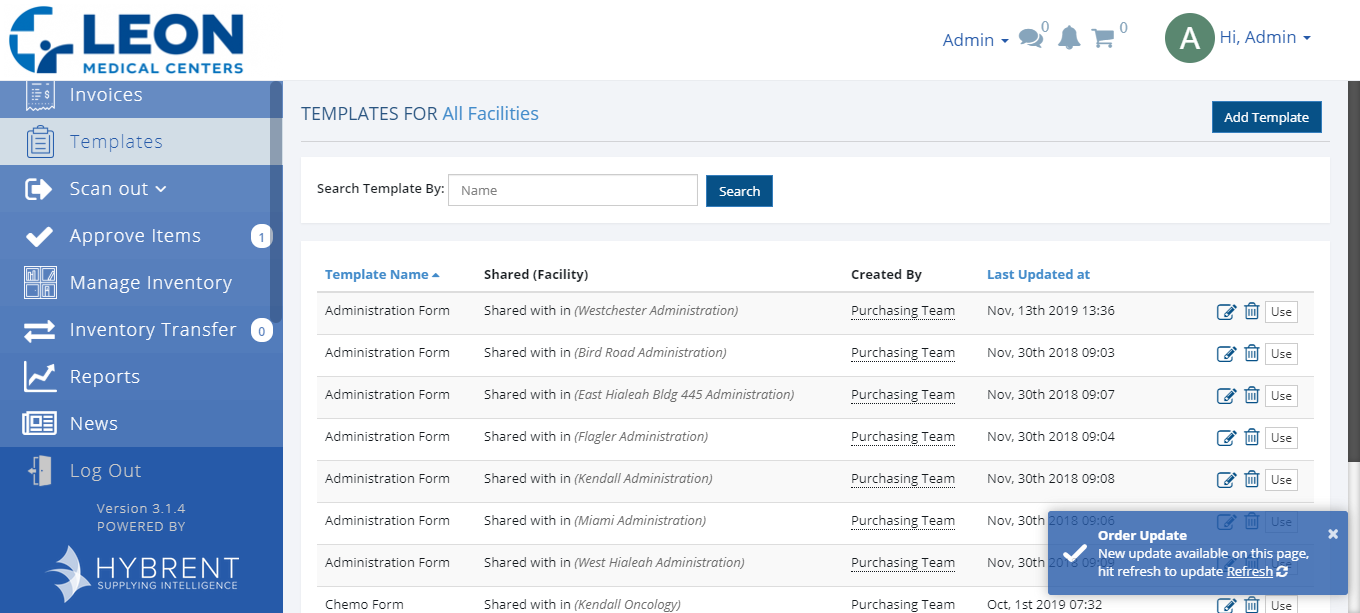 LEON
MEDICAL CENTERS
Admin
0
0
A
Hi, Admin
Invoices
Templates
Scan out
Approve Items 1
Manage Inventory
Inventory Transfer 0
Reports
News
Log Out
Version 3.1.4
POWERED BY
HYBRENT
SUPPLYING INTELLIGENCE
TEMPLATES FOR All Facilities
Add Template
Search Template By: Name Search
Template Name Shared (Facility) Created By Last Updated at
Administration Form Shared with in (Westchester Administration) Purchasing Team Nov, 13th 2019 13:36 Use
Administration Form Shared with in (Bird Road Administration) Purchasing Team Nov, 30th 2018 09:03 Use
Administration Form Shared with in (East Hialeah Bldg 445 Administration) Purchasing Team Nov, 30th 2018 09:07 Use
Administration Form Shared with in (Flagler Administration) Purchasing Team Nov, 30th 2018 09:04 Use
Administration Form Shared with in (Kendall Administration) Purchasing Team Nov, 30th 2018 09:08 Use
Administration Form Shared with in (Miami Administration) Purchasing Team Nov, 30th 2018 09:06 Use
Administration Form Shared with in (West Hialeah Administration) Purchasing Team Nov, 30th 2018 09:09
Chemo Form Shared with in (Kendall Oncology) Purchasing Team Oct, 1st 2019 07:32 Use
Order Update
New update available on this page,
hit refresh to update Refresh